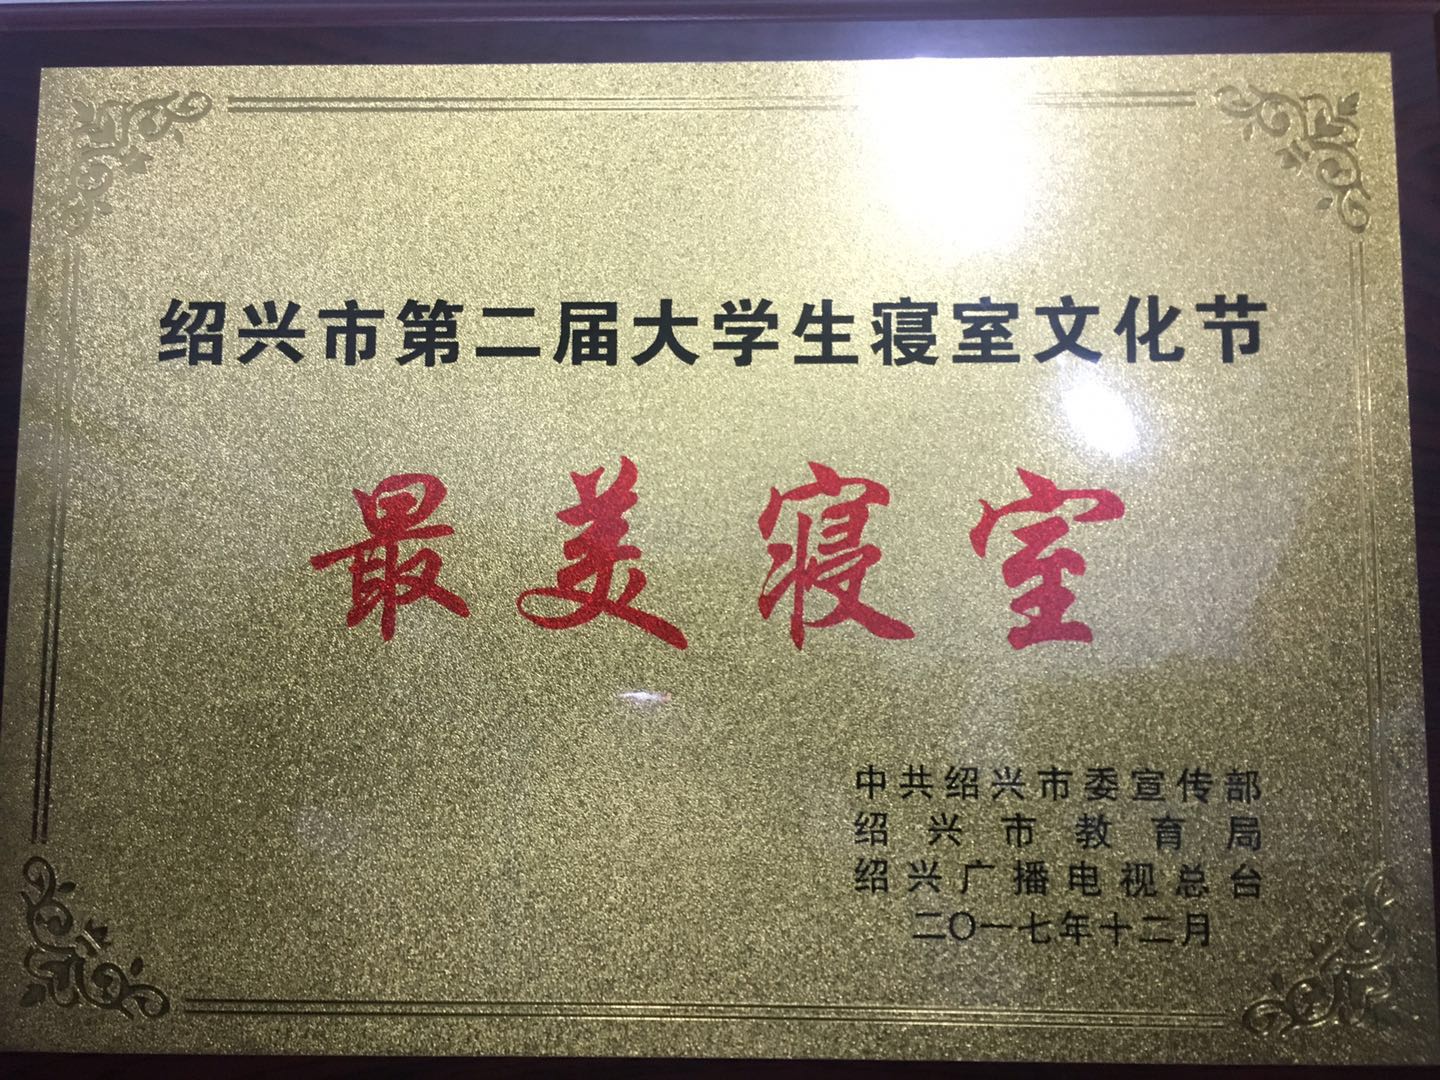 绍兴市第二届大学生寝室文化节
最美寝室
中共绍兴市委宣传部
绍兴市教育局
绍兴广播电视总台
二〇一七年十二月